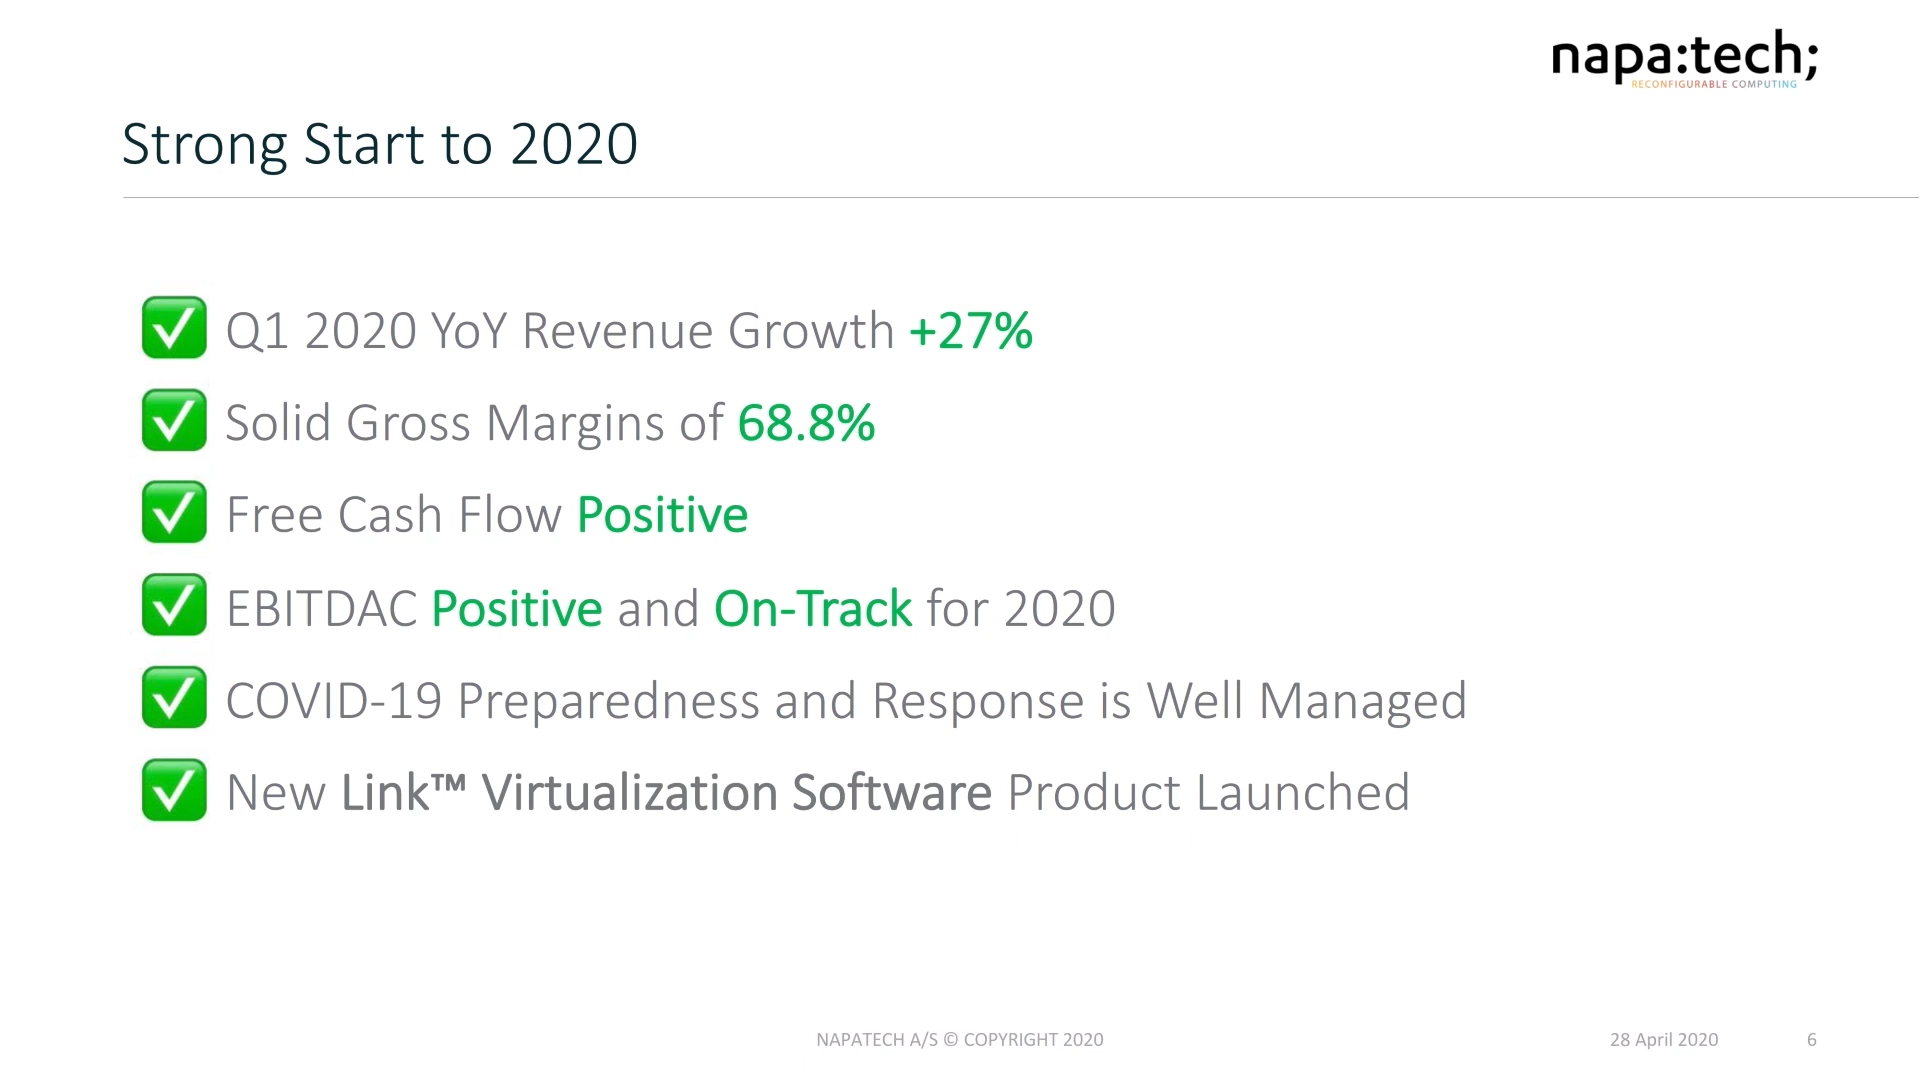 napa:tech;
RECONFIGURABLE COMPUTING
Strong Start to 2020
Q1 2020 YoY Revenue Growth +27%
Solid Gross Margins of 68.8%
Free Cash Flow Positive
EBITDAC Positive and On-Track for 2020
COVID-19 Preparedness and Response is Well Managed
New Link™ Virtualization Software Product Launched
NAPATECH A/S © COPYRIGHT 2020
28 April 2020
6